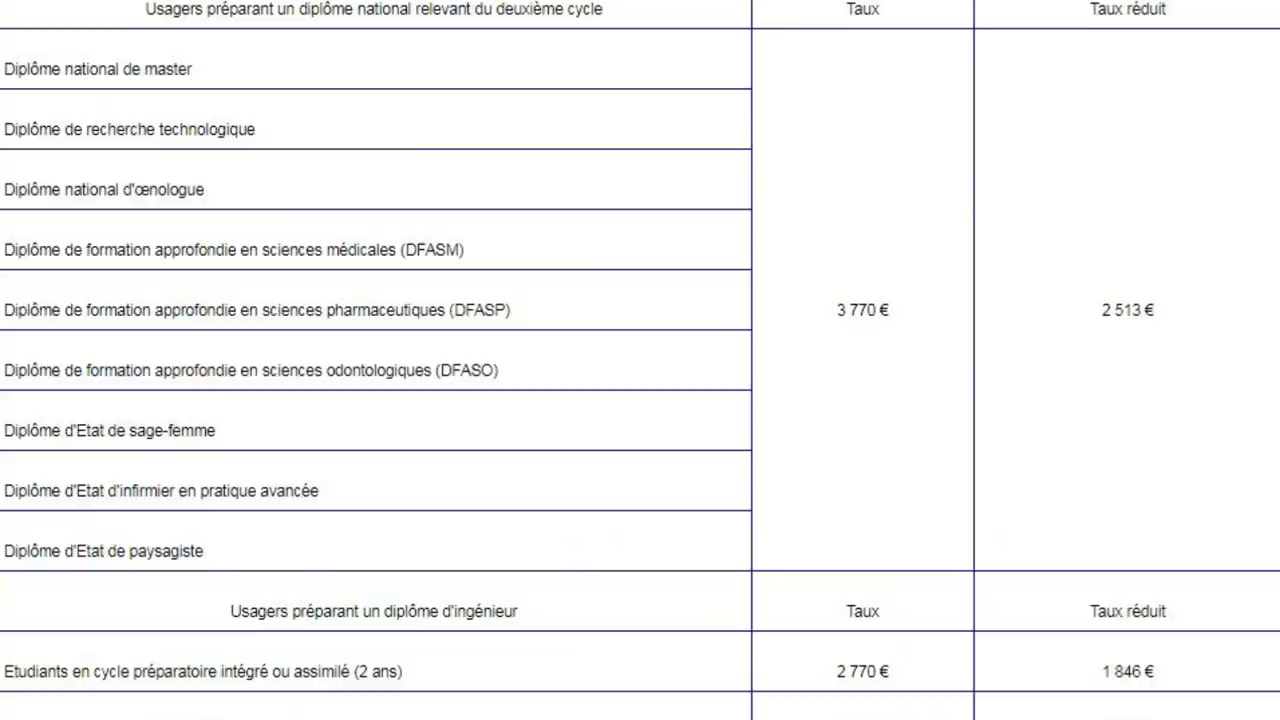 Usagers préparant un diplôme national relevant du deuxième cycle Taux Taux réduit
Diplôme national de master
Diplôme de recherche technologique
Diplôme national d'œnologue
Diplôme de formation approfondie en sciences médicales (DFASM)
Diplôme de formation approfondie en sciences pharmaceutiques (DFASP) 3 770 € 2 513 €
Diplôme de formation approfondie en sciences odontologiques (DFASO)
Diplôme d'Etat de sage-femme
Diplôme d'Etat d'infirmier en pratique avancée
Diplôme d'Etat de paysagiste
Usagers préparant un diplôme d'ingénieur Taux Taux réduit
Etudiants en cycle préparatoire intégré ou assimilé (2 ans) 2 770 € 1 846 €